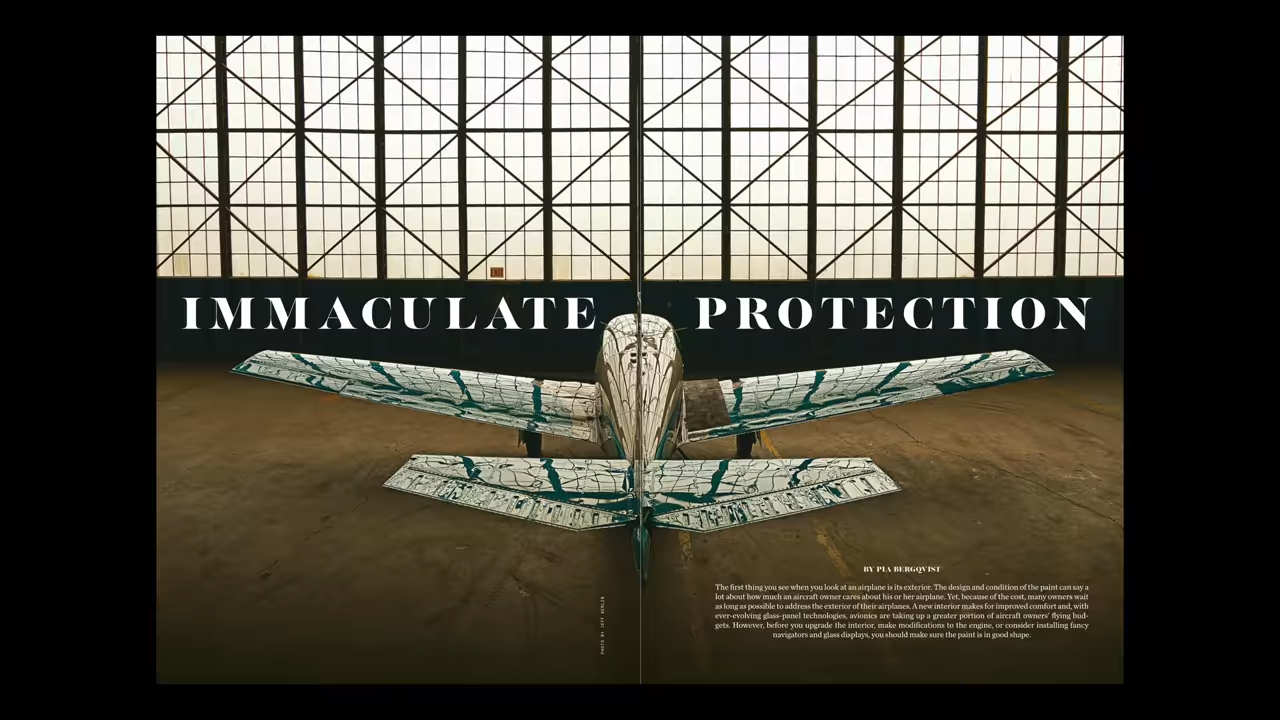 EXIT
IMMACULATE PROTECTION
BY PIA BERGQVIST
The first thing you see when you look at an airplane is its exterior. The design and condition of the paint can say a
lot about how much an aircraft owner cares about his or her airplane. Yet, because of the cost, many owners wait
as long as possible to address the exterior of their airplanes. A new interior makes for improved comfort and, with
ever-evolving glass-panel technologies, avionics are taking up a greater portion of aircraft owners' flying bud-
gets. However, before you upgrade the interior, make modifications to the engine, or consider installing fancy
navigators and glass displays, you should make sure the paint is in good shape.
PHOTO BY JEFF BERLIN